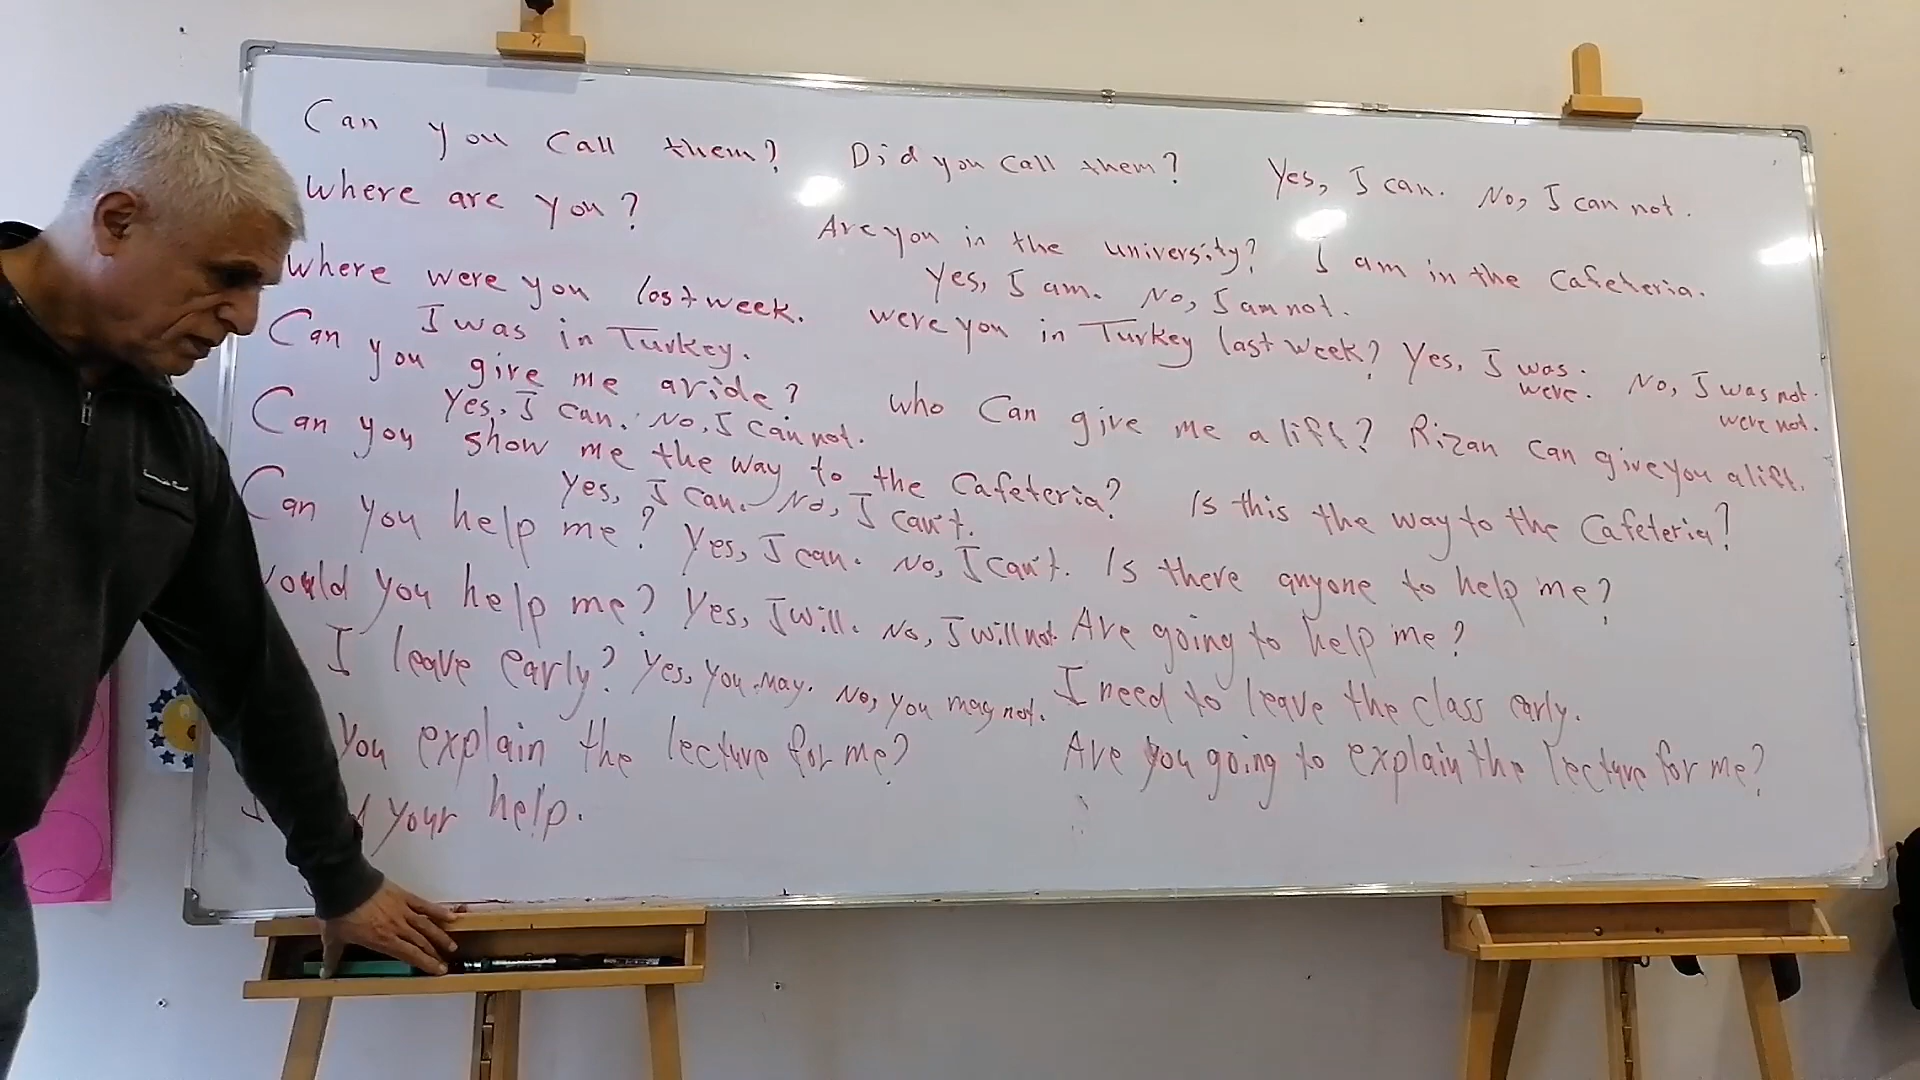 Can you Call them? Did you call them? Yes, I can. No, I can not.
where are you? Are you in the university? I am in the Cafeteria.
Yes, I am. No, I am not.
where were you last week. were you in Turkey last week? Yes, I was. No, I was not.
were. were not.
I was in Turkey.
Can you give me a ride? who Can give me a lift? Rizan Can give you a lift.
Yes, I can. No, I can not.
Can you show me the way to the Cafeteria? Is this the way to the Cafeteria?
Yes, I can. No, I can't.
Can you help me? Yes, I can. No, I can't. Is there anyone to help me?
would you help me? Yes, I will. No, I will not Are going to help me?
I leave early? Yes, you may. No, you may not. I need to leave the class early.
you explain the lecture for me? Are you going to explain the lecture for me?
I your help.